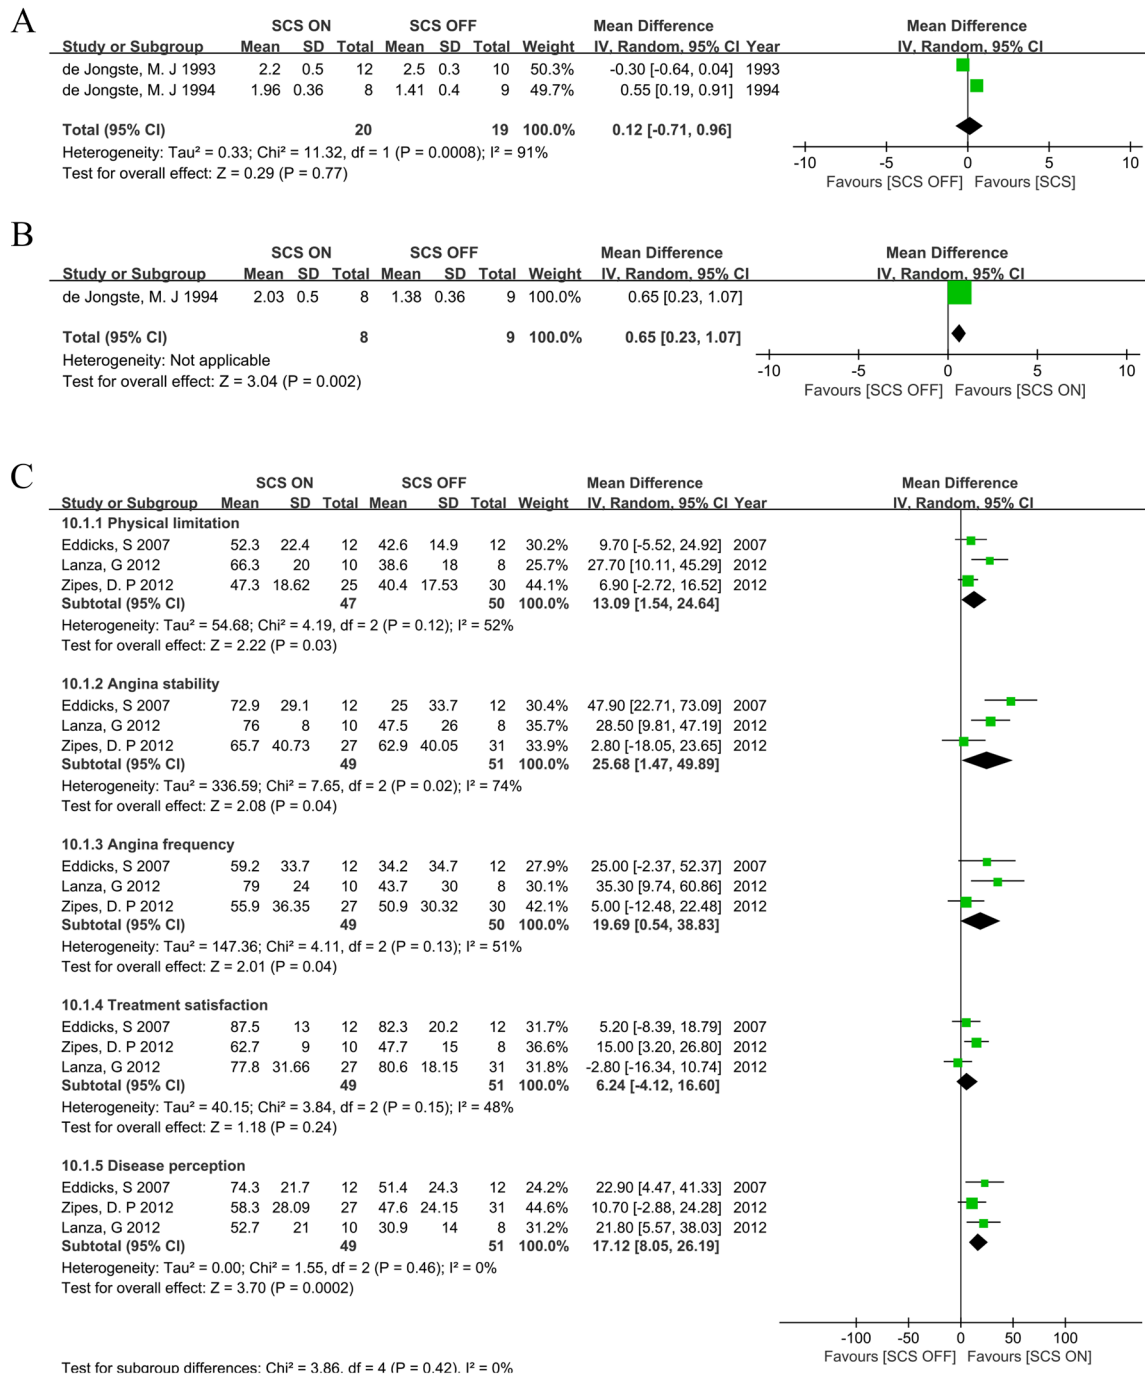 A
SCS ON SCS OFF Mean Difference Mean Difference
Study or Subgroup Mean SD Total Mean SD Total Weight IV, Random, 95% CI Year IV, Random, 95% CI
de Jongste, M. J 1993 2.2 0.5 12 2.5 0.3 10 50.3% -0.30 [-0.64, 0.04] 1993
de Jongste, M. J 1994 1.96 0.36 8 1.41 0.4 9 49.7% 0.55 [0.19, 0.91] 1994
Total (95% CI) 20 19 100.0% 0.12 [-0.71, 0.96]
Heterogeneity: Tau² = 0.33; Chi² = 11.32, df = 1 (P = 0.0008); I² = 91%
Test for overall effect: Z = 0.29 (P = 0.77)
-10 -5 0 5 10
Favours [SCS OFF] Favours [SCS]
B
SCS ON SCS OFF Mean Difference Mean Difference
Study or Subgroup Mean SD Total Mean SD Total Weight IV, Random, 95% CI IV, Random, 95% CI
de Jongste, M. J 1994 2.03 0.5 8 1.38 0.36 9 100.0% 0.65 [0.23, 1.07]
Total (95% CI) 8 9 100.0% 0.65 [0.23, 1.07]
Heterogeneity: Not applicable
Test for overall effect: Z = 3.04 (P = 0.002)
-10 -5 0 5 10
Favours [SCS OFF] Favours [SCS ON]
C
SCS ON SCS OFF Mean Difference Mean Difference
Study or Subgroup Mean SD Total Mean SD Total Weight IV, Random, 95% CI Year IV, Random, 95% CI
10.1.1 Physical limitation
Eddicks, S 2007 52.3 22.4 12 42.6 14.9 12 30.2% 9.70 [-5.52, 24.92] 2007
Lanza, G 2012 66.3 20 10 38.6 18 8 25.7% 27.70 [10.11, 45.29] 2012
Zipes, D. P 2012 47.3 18.62 25 40.4 17.53 30 44.1% 6.90 [-2.72, 16.52] 2012
Subtotal (95% CI) 47 50 100.0% 13.09 [1.54, 24.64]
Heterogeneity: Tau² = 54.68; Chi² = 4.19, df = 2 (P = 0.12); I² = 52%
Test for overall effect: Z = 2.22 (P = 0.03)
10.1.2 Angina stability
Eddicks, S 2007 72.9 29.1 12 25 33.7 12 30.4% 47.90 [22.71, 73.09] 2007
Lanza, G 2012 76 8 10 47.5 26 8 35.7% 28.50 [9.81, 47.19] 2012
Zipes, D. P 2012 65.7 40.73 27 62.9 40.05 31 33.9% 2.80 [-18.05, 23.65] 2012
Subtotal (95% CI) 49 51 100.0% 25.68 [1.47, 49.89]
Heterogeneity: Tau² = 336.59; Chi² = 7.65, df = 2 (P = 0.02); I² = 74%
Test for overall effect: Z = 2.08 (P = 0.04)
10.1.3 Angina frequency
Eddicks, S 2007 59.2 33.7 12 34.2 34.7 12 27.9% 25.00 [-2.37, 52.37] 2007
Lanza, G 2012 79 24 10 43.7 30 8 30.1% 35.30 [9.74, 60.86] 2012
Zipes, D. P 2012 55.9 36.35 27 50.9 30.32 30 42.1% 5.00 [-12.48, 22.48] 2012
Subtotal (95% CI) 49 50 100.0% 19.69 [0.54, 38.83]
Heterogeneity: Tau² = 147.36; Chi² = 4.11, df = 2 (P = 0.13); I² = 51%
Test for overall effect: Z = 2.01 (P = 0.04)
10.1.4 Treatment satisfaction
Eddicks, S 2007 87.5 13 12 82.3 20.2 12 31.7% 5.20 [-8.39, 18.79] 2007
Zipes, D. P 2012 62.7 9 10 47.7 15 8 36.6% 15.00 [3.20, 26.80] 2012
Lanza, G 2012 77.8 31.66 27 80.6 18.15 31 31.8% -2.80 [-16.34, 10.74] 2012
Subtotal (95% CI) 49 51 100.0% 6.24 [-4.12, 16.60]
Heterogeneity: Tau² = 40.15; Chi² = 3.84, df = 2 (P = 0.15); I² = 48%
Test for overall effect: Z = 1.18 (P = 0.24)
10.1.5 Disease perception
Eddicks, S 2007 74.3 21.7 12 51.4 24.3 12 24.2% 22.90 [4.47, 41.33] 2007
Zipes, D. P 2012 58.3 28.09 27 47.6 24.15 31 44.6% 10.70 [-2.88, 24.28] 2012
Lanza, G 2012 52.7 21 10 30.9 14 8 31.2% 21.80 [5.57, 38.03] 2012
Subtotal (95% CI) 49 51 100.0% 17.12 [8.05, 26.19]
Heterogeneity: Tau² = 0.00; Chi² = 1.55, df = 2 (P = 0.46); I² = 0%
Test for overall effect: Z = 3.70 (P = 0.0002)
-100 -50 0 50 100
Favours [SCS OFF] Favours [SCS ON]
Test for subgroup differences: Chi² = 3.86, df = 4 (P = 0.42), I² = 0%